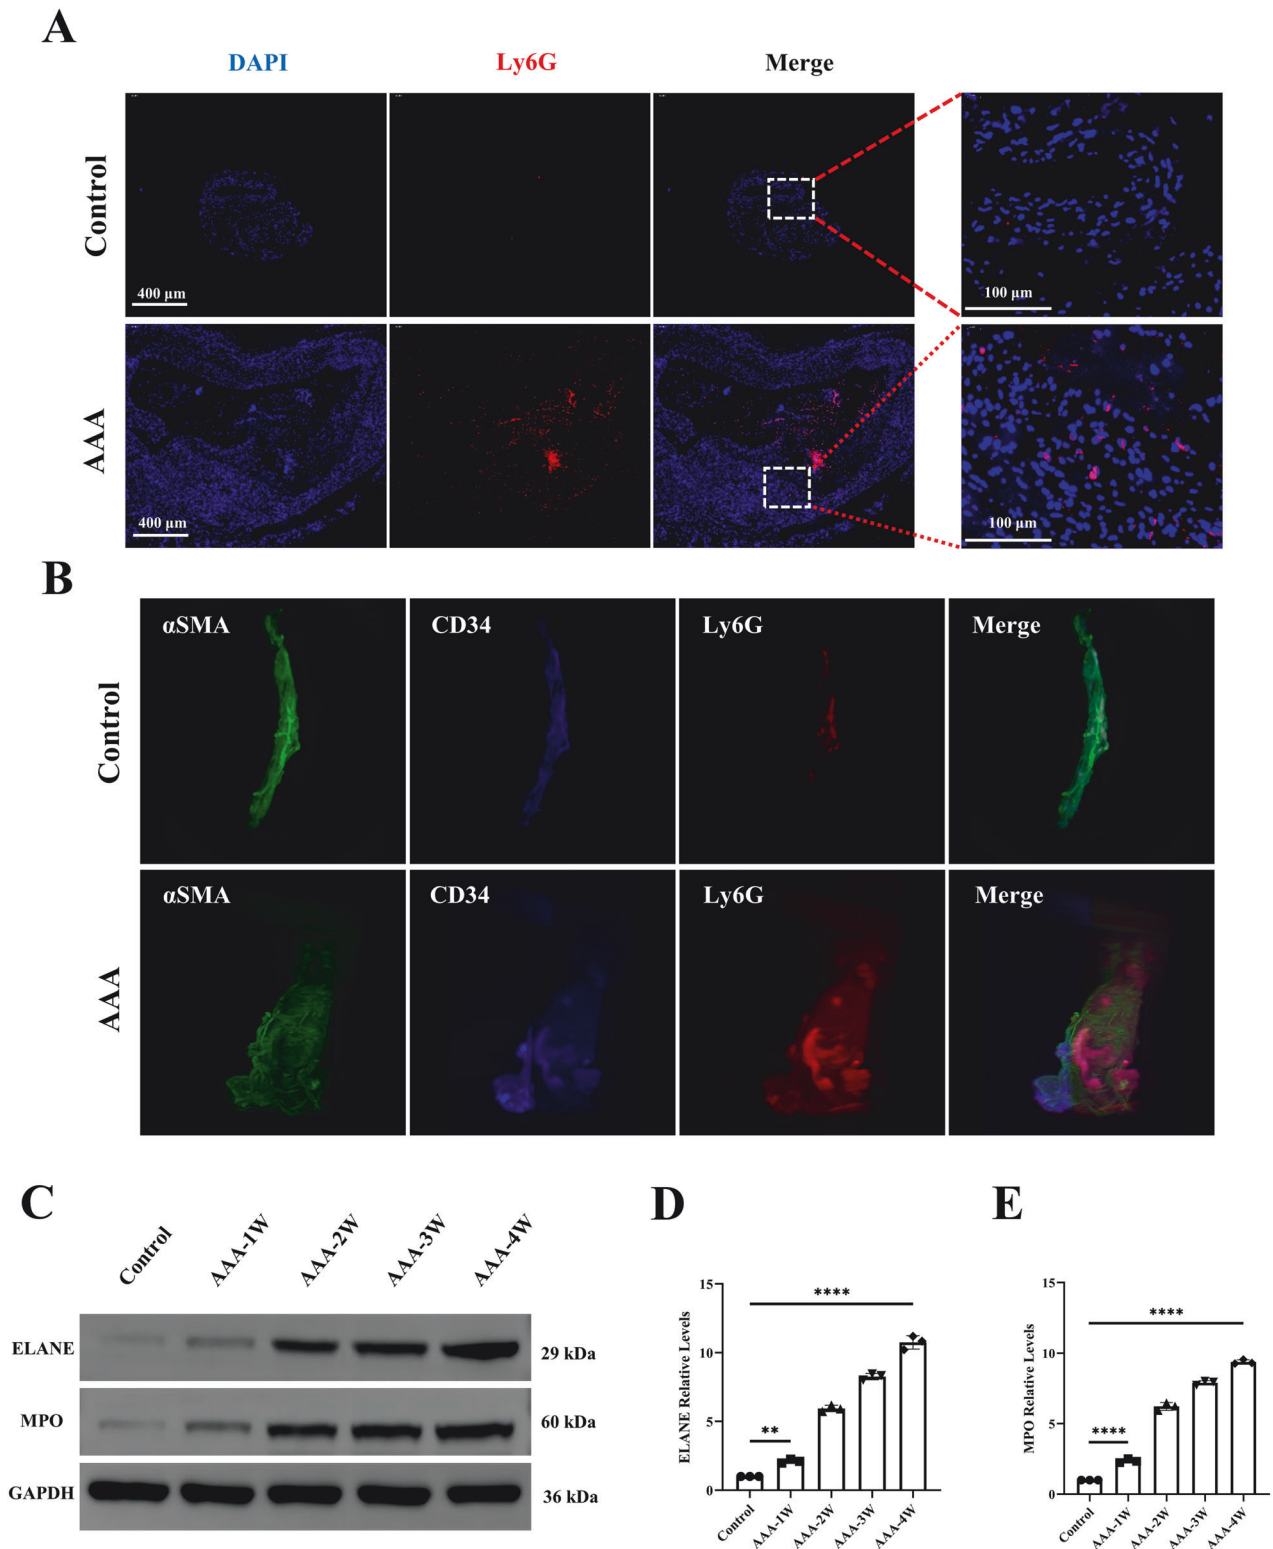 A
DAPI
Ly6G
Merge
Control
400 μm
100 μm
AAA
400 μm
100 μm
B
Control
αSMA
CD34
Ly6G
Merge
AAA
αSMA
CD34
Ly6G
Merge
C
Control
AAA-1W
AAA-2W
AAA-3W
AAA-4W
ELANE
29 kDa
MPO
60 kDa
GAPDH
36 kDa
D
ELANE Relative Levels
15
10
5
0
**
****
Control
AAA-1W
AAA-2W
AAA-3W
AAA-4W
E
MPO Relative Levels
15
10
5
0
****
****
Control
AAA-1W
AAA-2W
AAA-3W
AAA-4W